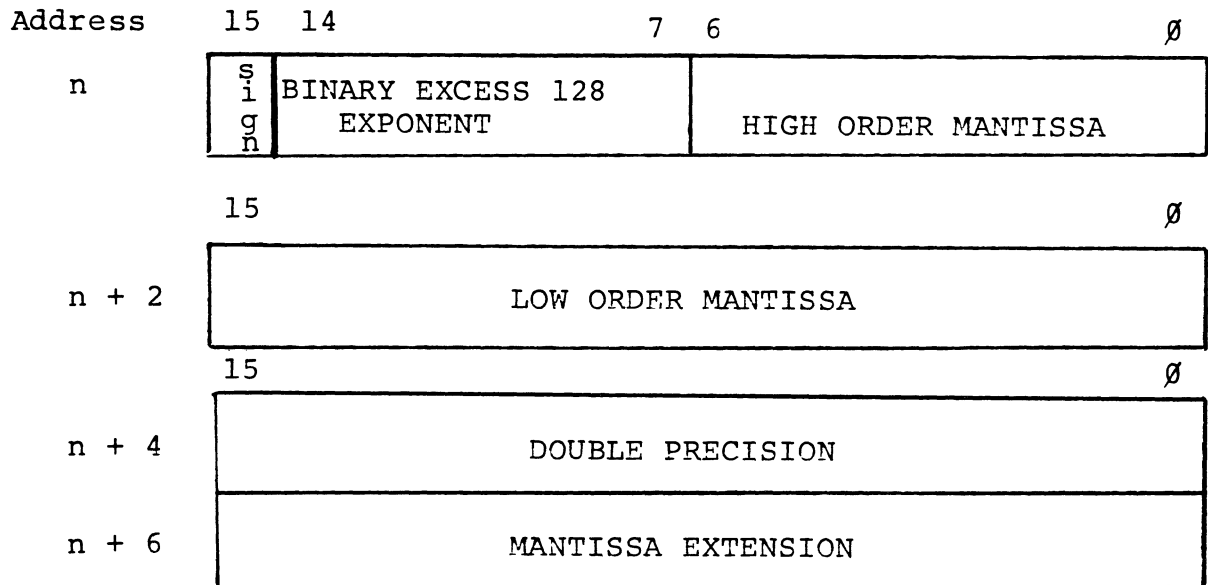 Address 15 14 7 6 Ø
n sign BINARY EXCESS 128
EXPONENT HIGH ORDER MANTISSA
15 Ø
n + 2 LOW ORDER MANTISSA
15 Ø
n + 4 DOUBLE PRECISION
n + 6 MANTISSA EXTENSION